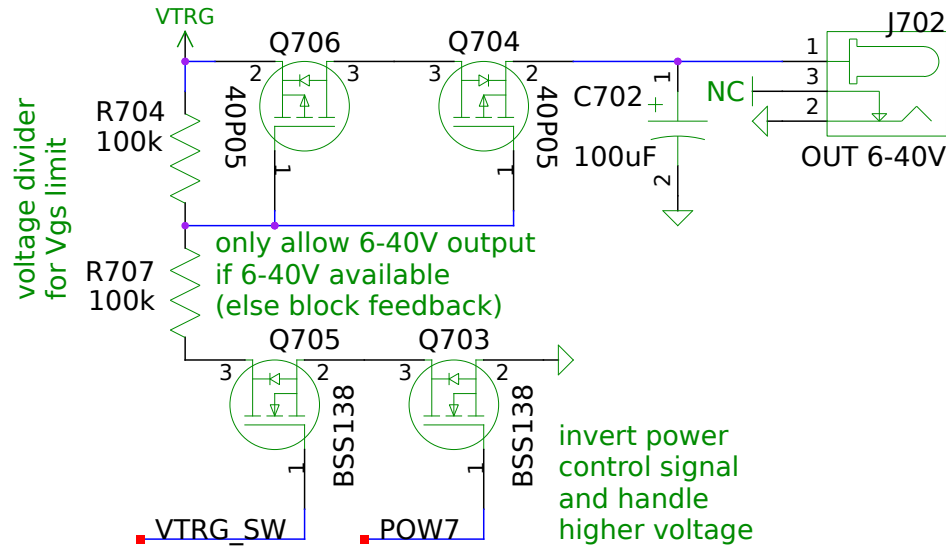 VTRG
Q706
Q704
J702
2
3
3
2
1
3
2
R704
100k
40P05
40P05
1
1
C702
+
1
2
100uF
NC
OUT 6-40V
voltage divider
for Vgs limit
only allow 6-40V output
if 6-40V available
(else block feedback)
R707
100k
Q705
Q703
3
2
3
2
BSS138
BSS138
1
1
invert power
control signal
and handle
higher voltage
VTRG_SW
POW7